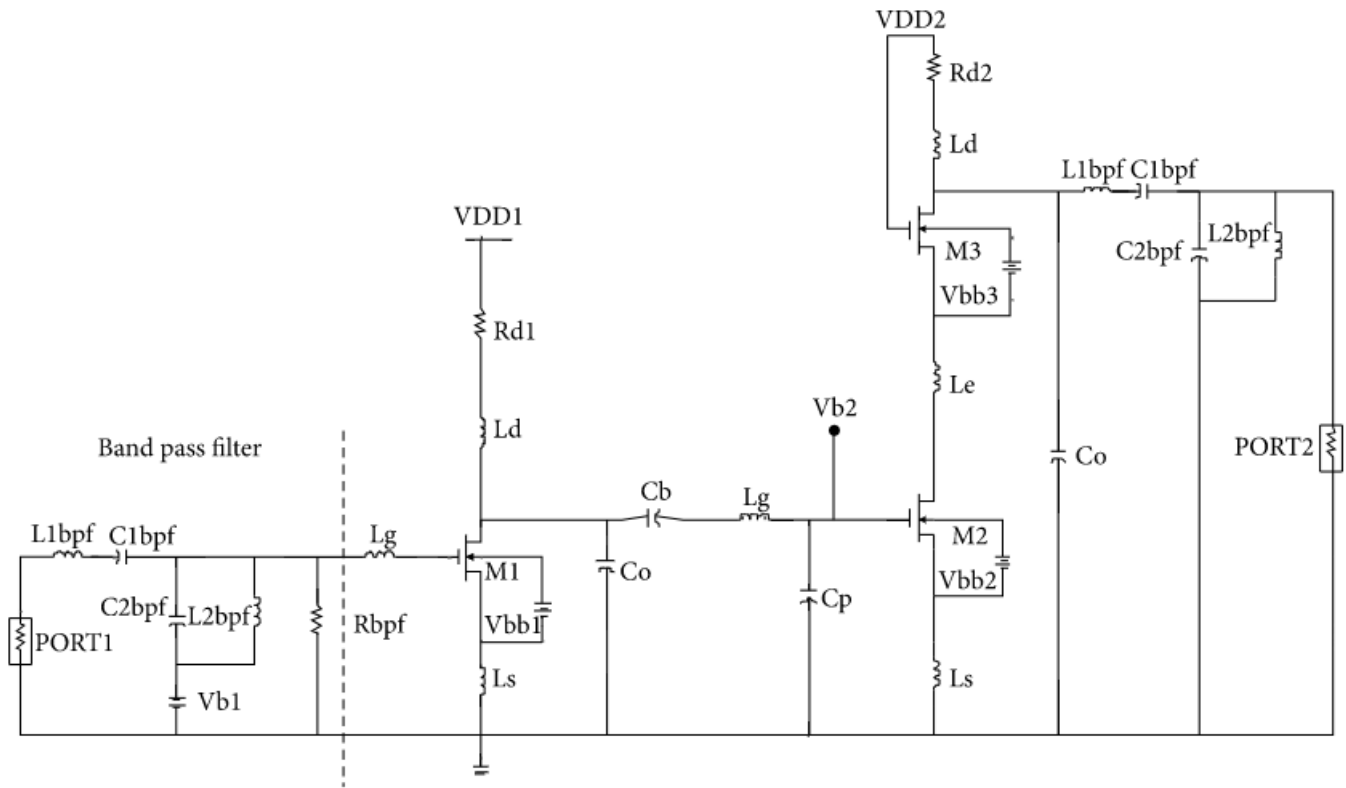 VDD2
Rd2
Ld
L1bpf C1bpf
VDD1
M3
C2bpf
L2bpf
Vbb3
Rd1
Le
Vb2
Ld
Band pass filter
Co
PORT2
Cb
Lg
L1bpf C1bpf
Lg
M2
M1
Co
Vbb2
C2bpf
L2bpf
Rbpf
Vbb1
Cp
PORT1
Ls
Ls
Vb1